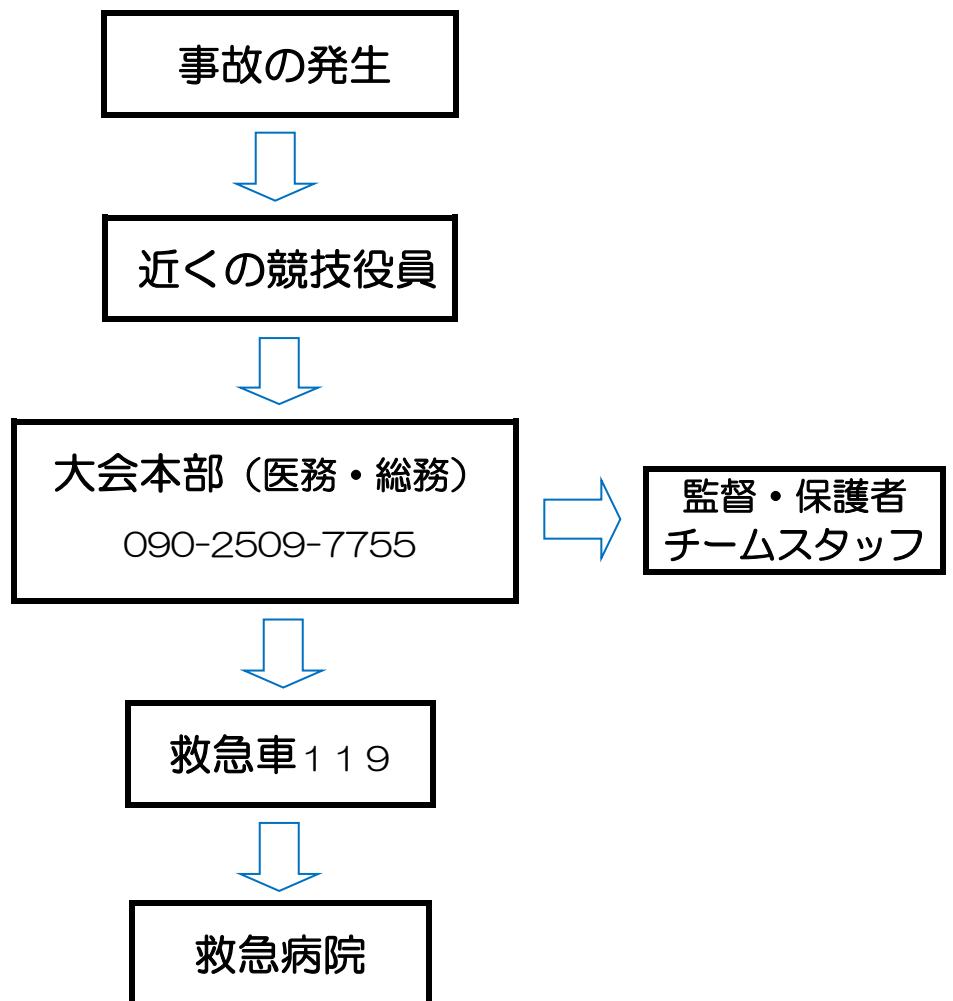 事故の発生
近くの競技役員
大会本部（医務・総務）
090-2509-7755
監督・保護者
チームスタッフ
救急車１１９
救急病院